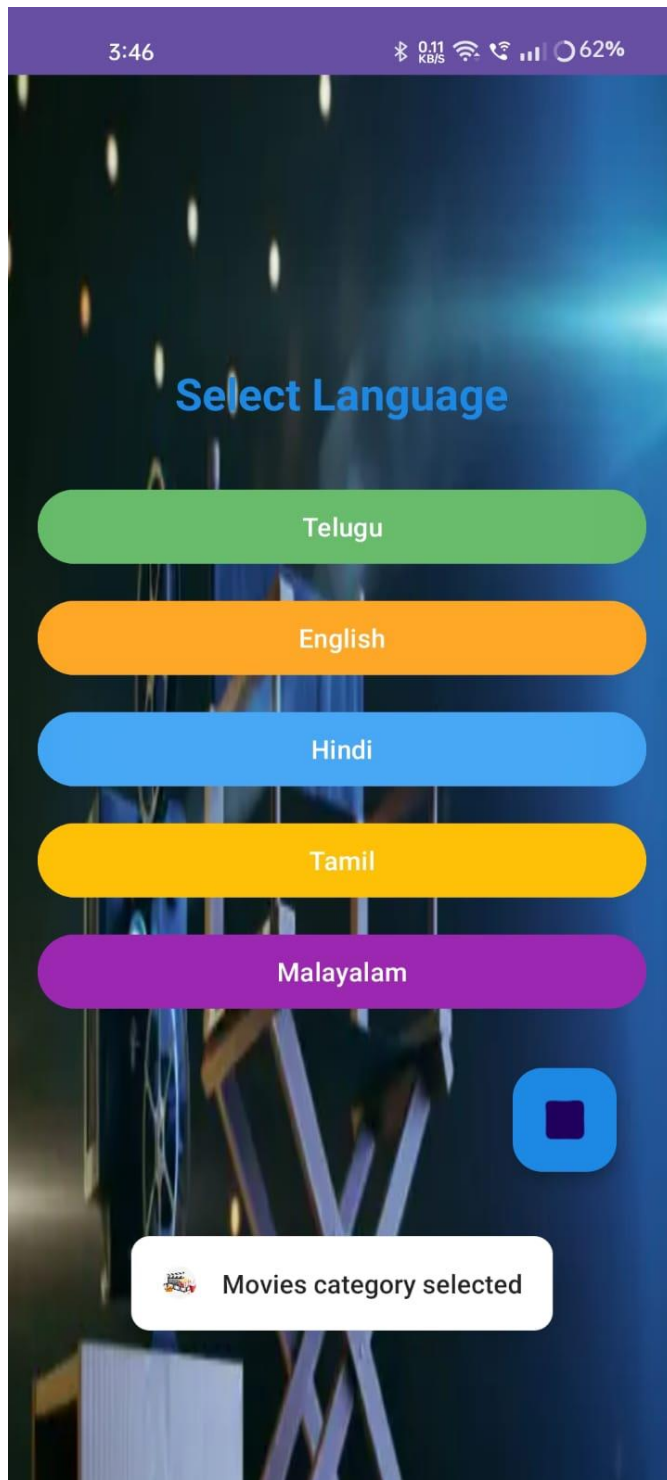 3:46
0.11 KB/S 62%
Select Language
Telugu
English
Hindi
Tamil
Malayalam
Movies category selected